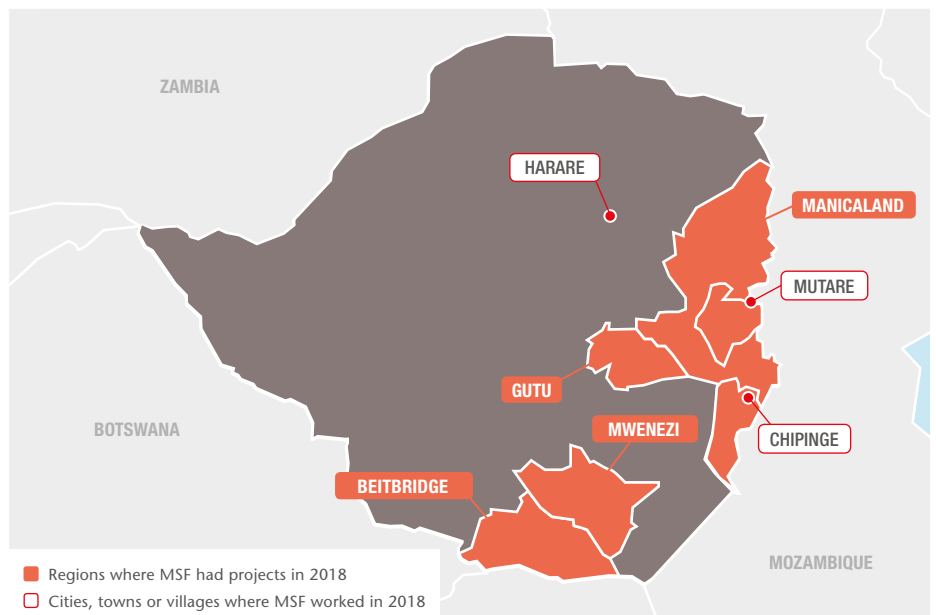 ZAMBIA
HARARE
MANICALAND
MUTARE
GUTU
MWENEZI
BOTSWANA
CHIPINGE
BEITBRIDGE
MOZAMBIQUE
Regions where MSF had projects in 2018
Cities, towns or villages where MSF worked in 2018